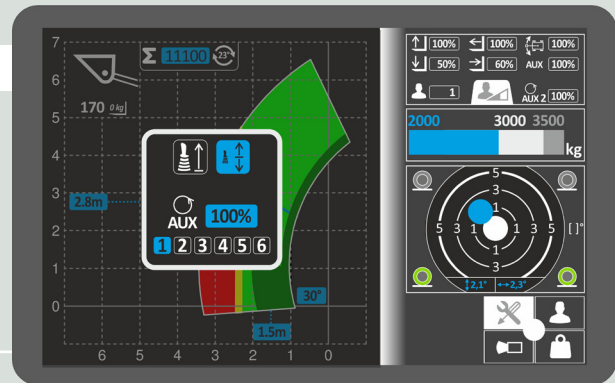 7
Σ 11100 23°
6
170 0 kg
5
4
3
2.8m
2
1
0
AUX 100%
1 2 3 4 5 6
30°
1.5m
6 5 4 3 2 1 0
100% 100% 100%
50% 60% AUX 100%
1 AUX 2 100%
2000 3000 3500
kg
5
3
1
5 3 1 1 3 5 [ ]°
1
3
2,1° 2,3°